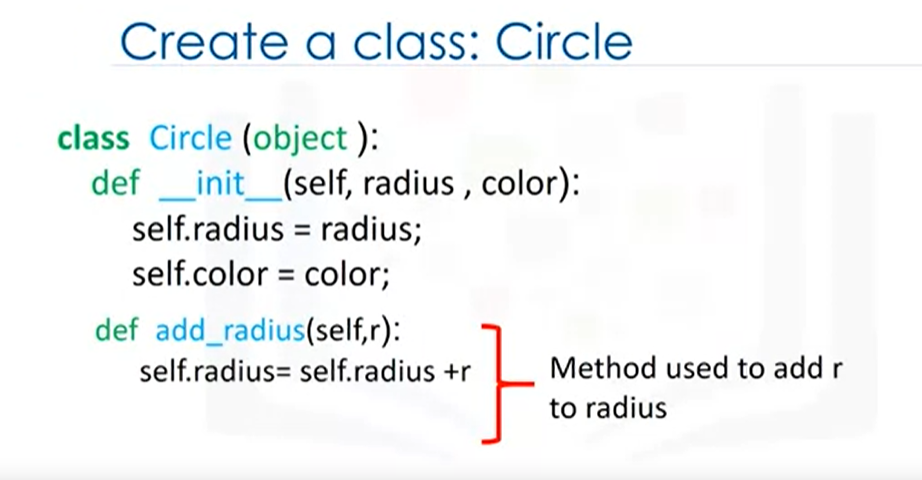 Create a class: Circle
class Circle (object ):
def __init__(self, radius , color):
self.radius = radius;
self.color = color;
def add_radius(self,r):
self.radius= self.radius +r
Method used to add r
to radius